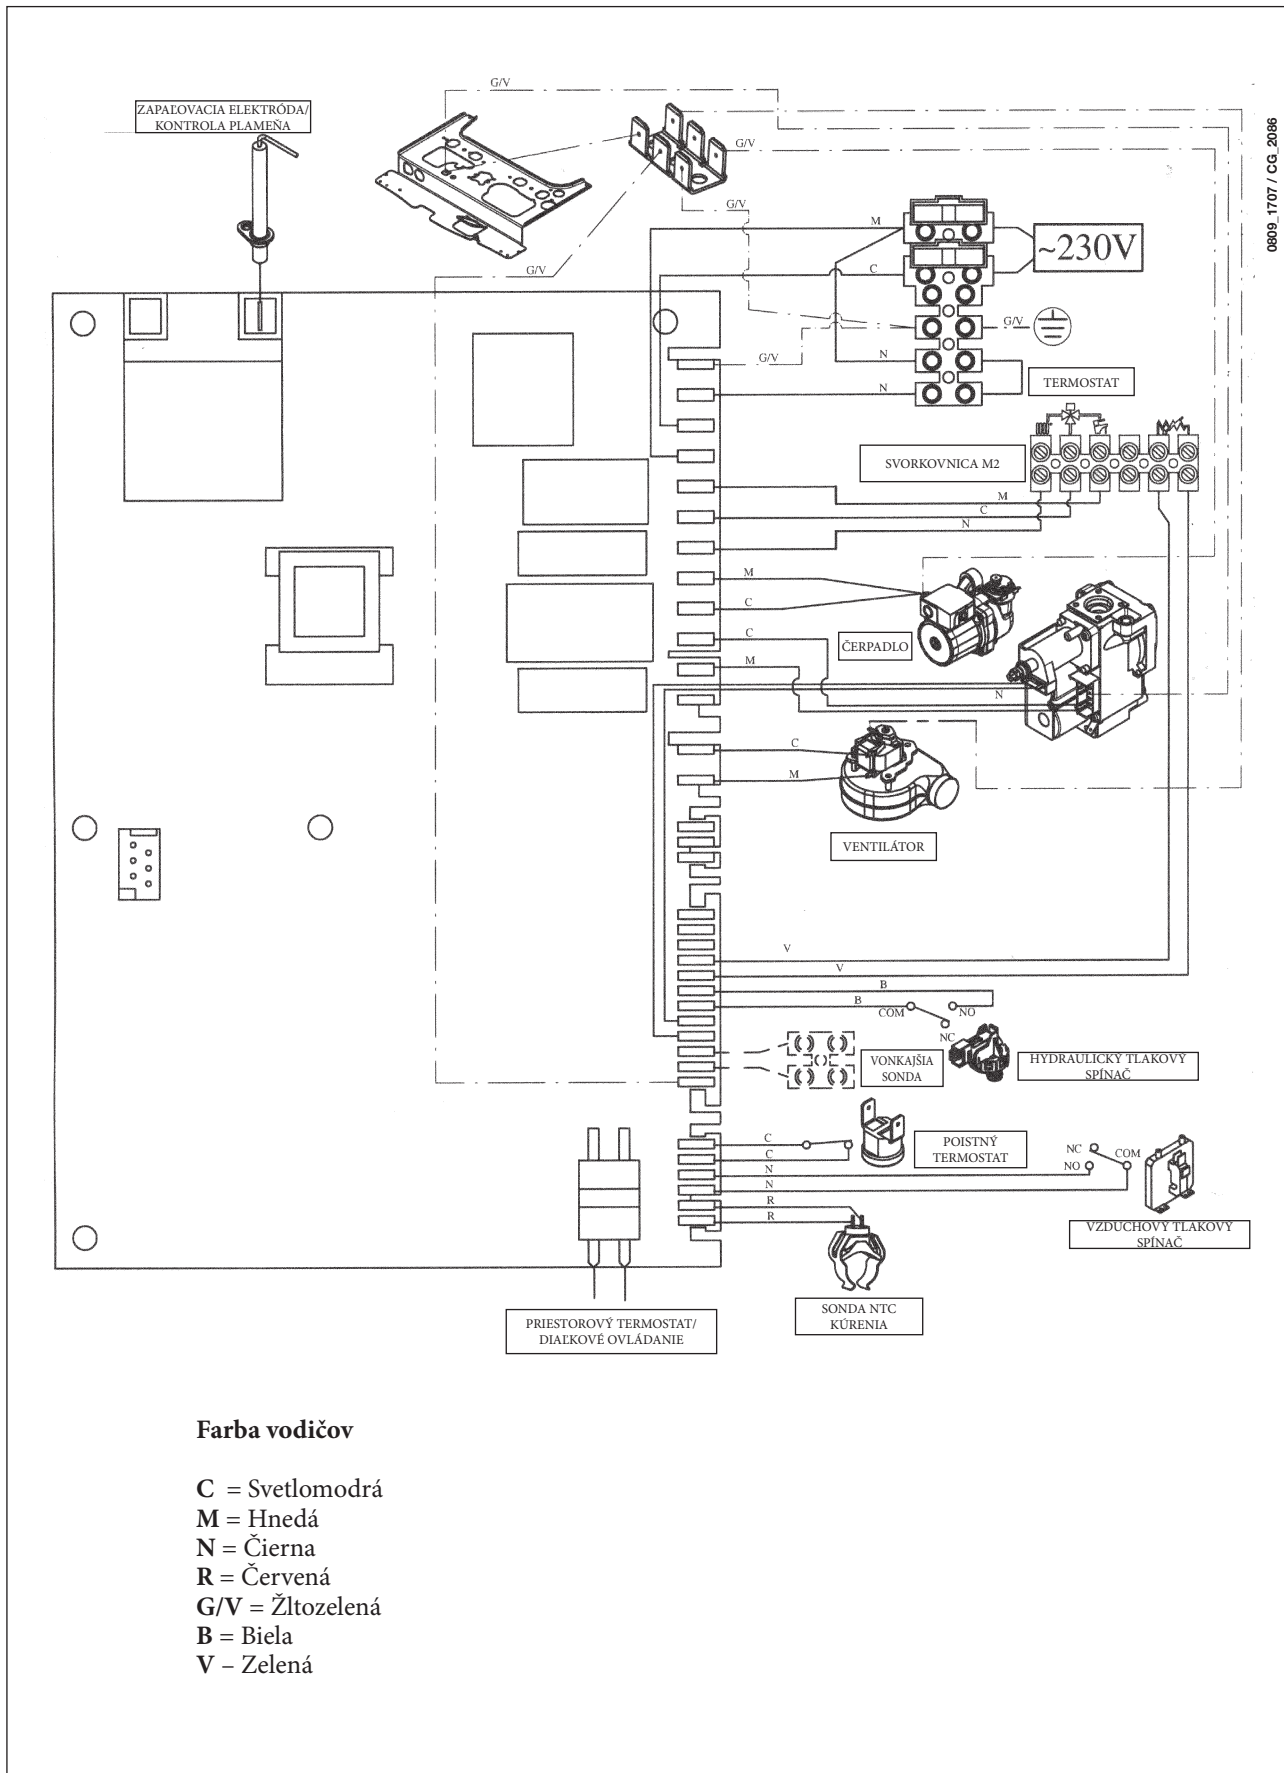 G/V
ZAPAĽOVACIA ELEKTRÓDA/
KONTROLA PLAMEŇA
0809_1707 / CG_2086
G/V
G/V
M
~230V
G/V
C
G/V
G/V
N
TERMOSTAT
N
SVORKOVNICA M2
M
C
N
M
C
C
ČERPADLO
M
N
C
M
VENTILÁTOR
V
V
B
B
COM
NO
NC
VONKAJŠIA
SONDA
HYDRAULICKÝ TLAKOVÝ
SPÍNAČ
C
C
POISTNÝ
TERMOSTAT
NC
COM
NO
N
N
R
R
VZDUCHOVÝ TLAKOVÝ
SPÍNAČ
SONDA NTC
KÚRENIA
PRIESTOROVÝ TERMOSTAT/
DIAĽKOVÉ OVLÁDANIE
Farba vodičov
C = Svetlomodrá
M = Hnedá
N = Čierna
R = Červená
G/V = Žltozelená
B = Biela
V – Zelená